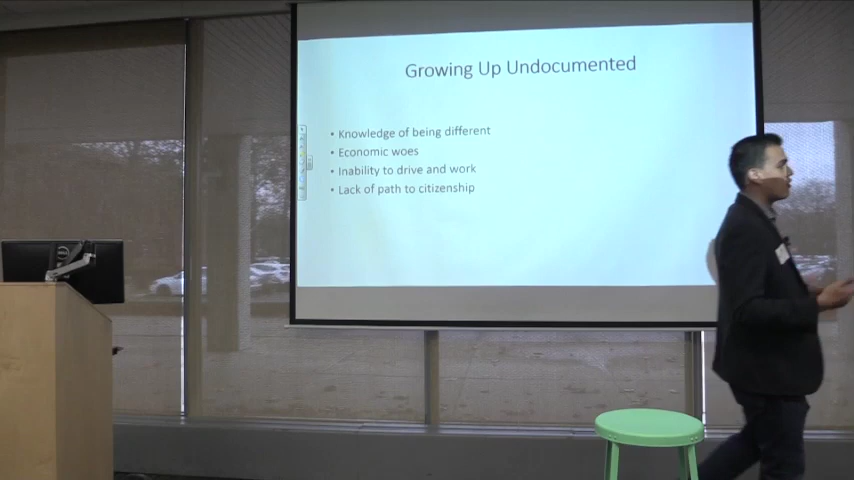 Growing Up Undocumented
• Knowledge of being different
• Economic woes
• Inability to drive and work
• Lack of path to citizenship
DELL